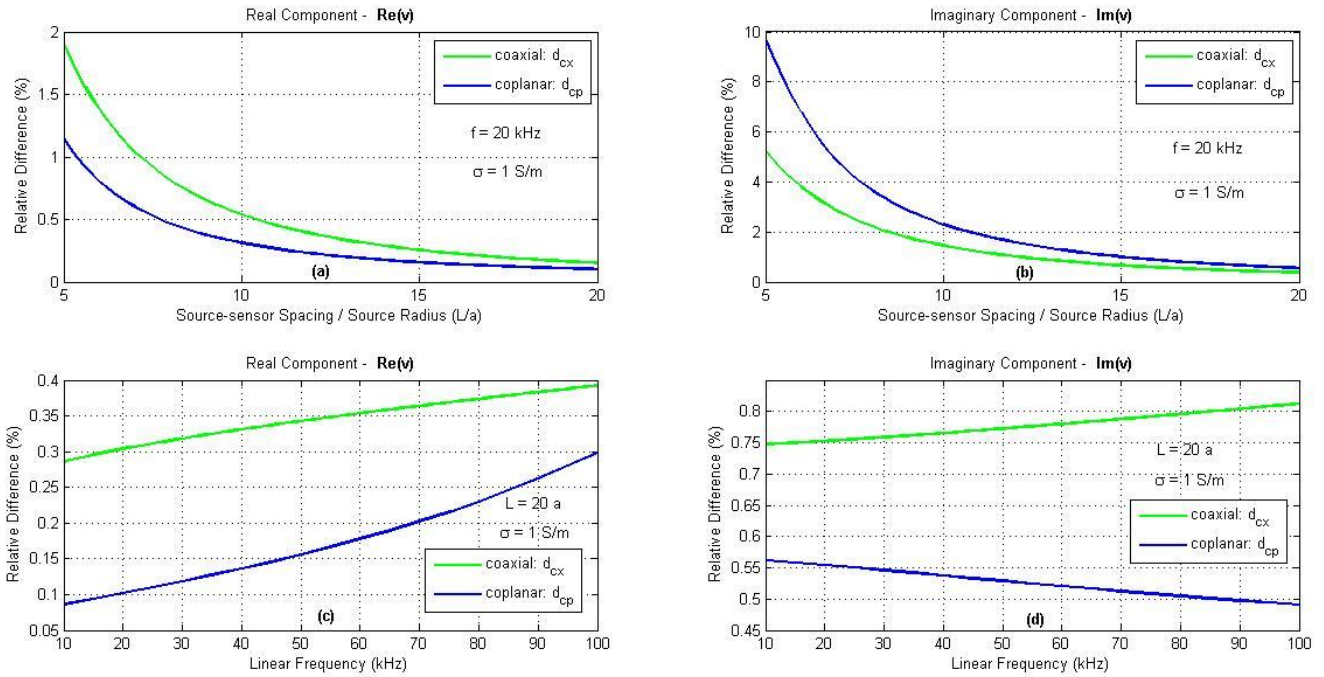 Real Component - Re(v)
Relative Difference (%)
2
1.5
1
0.5
0
coaxial: dcx
coplanar: dcp
f = 20 kHz
σ = 1 S/m
(a)
5 10 15 20
Source-sensor Spacing / Source Radius (L/a)
Imaginary Component - Im(v)
Relative Difference (%)
10
8
6
4
2
0
coaxial: dcx
coplanar: dcp
f = 20 kHz
σ = 1 S/m
(b)
5 10 15 20
Source-sensor Spacing / Source Radius (L/a)
Real Component - Re(v)
Relative Difference (%)
0.4
0.35
0.3
0.25
0.2
0.15
0.1
0.05
L = 20 a
σ = 1 S/m
coaxial: dcx
coplanar: dcp
(c)
10 20 30 40 50 60 70 80 90 100
Linear Frequency (kHz)
Imaginary Component - Im(v)
Relative Difference (%)
0.8
0.75
0.7
0.65
0.6
0.55
0.5
0.45
L = 20 a
σ = 1 S/m
coaxial: dcx
coplanar: dcp
(d)
10 20 30 40 50 60 70 80 90 100
Linear Frequency (kHz)